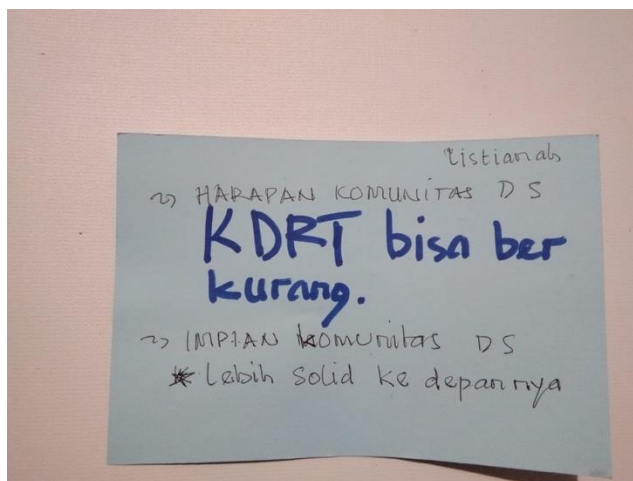 Listianah
~> HARAPAN KOMUNITAS DS
KDRT bisa ber
kurang.
~> IMPIAN komunitas DS
* Lebih solid ke depannya